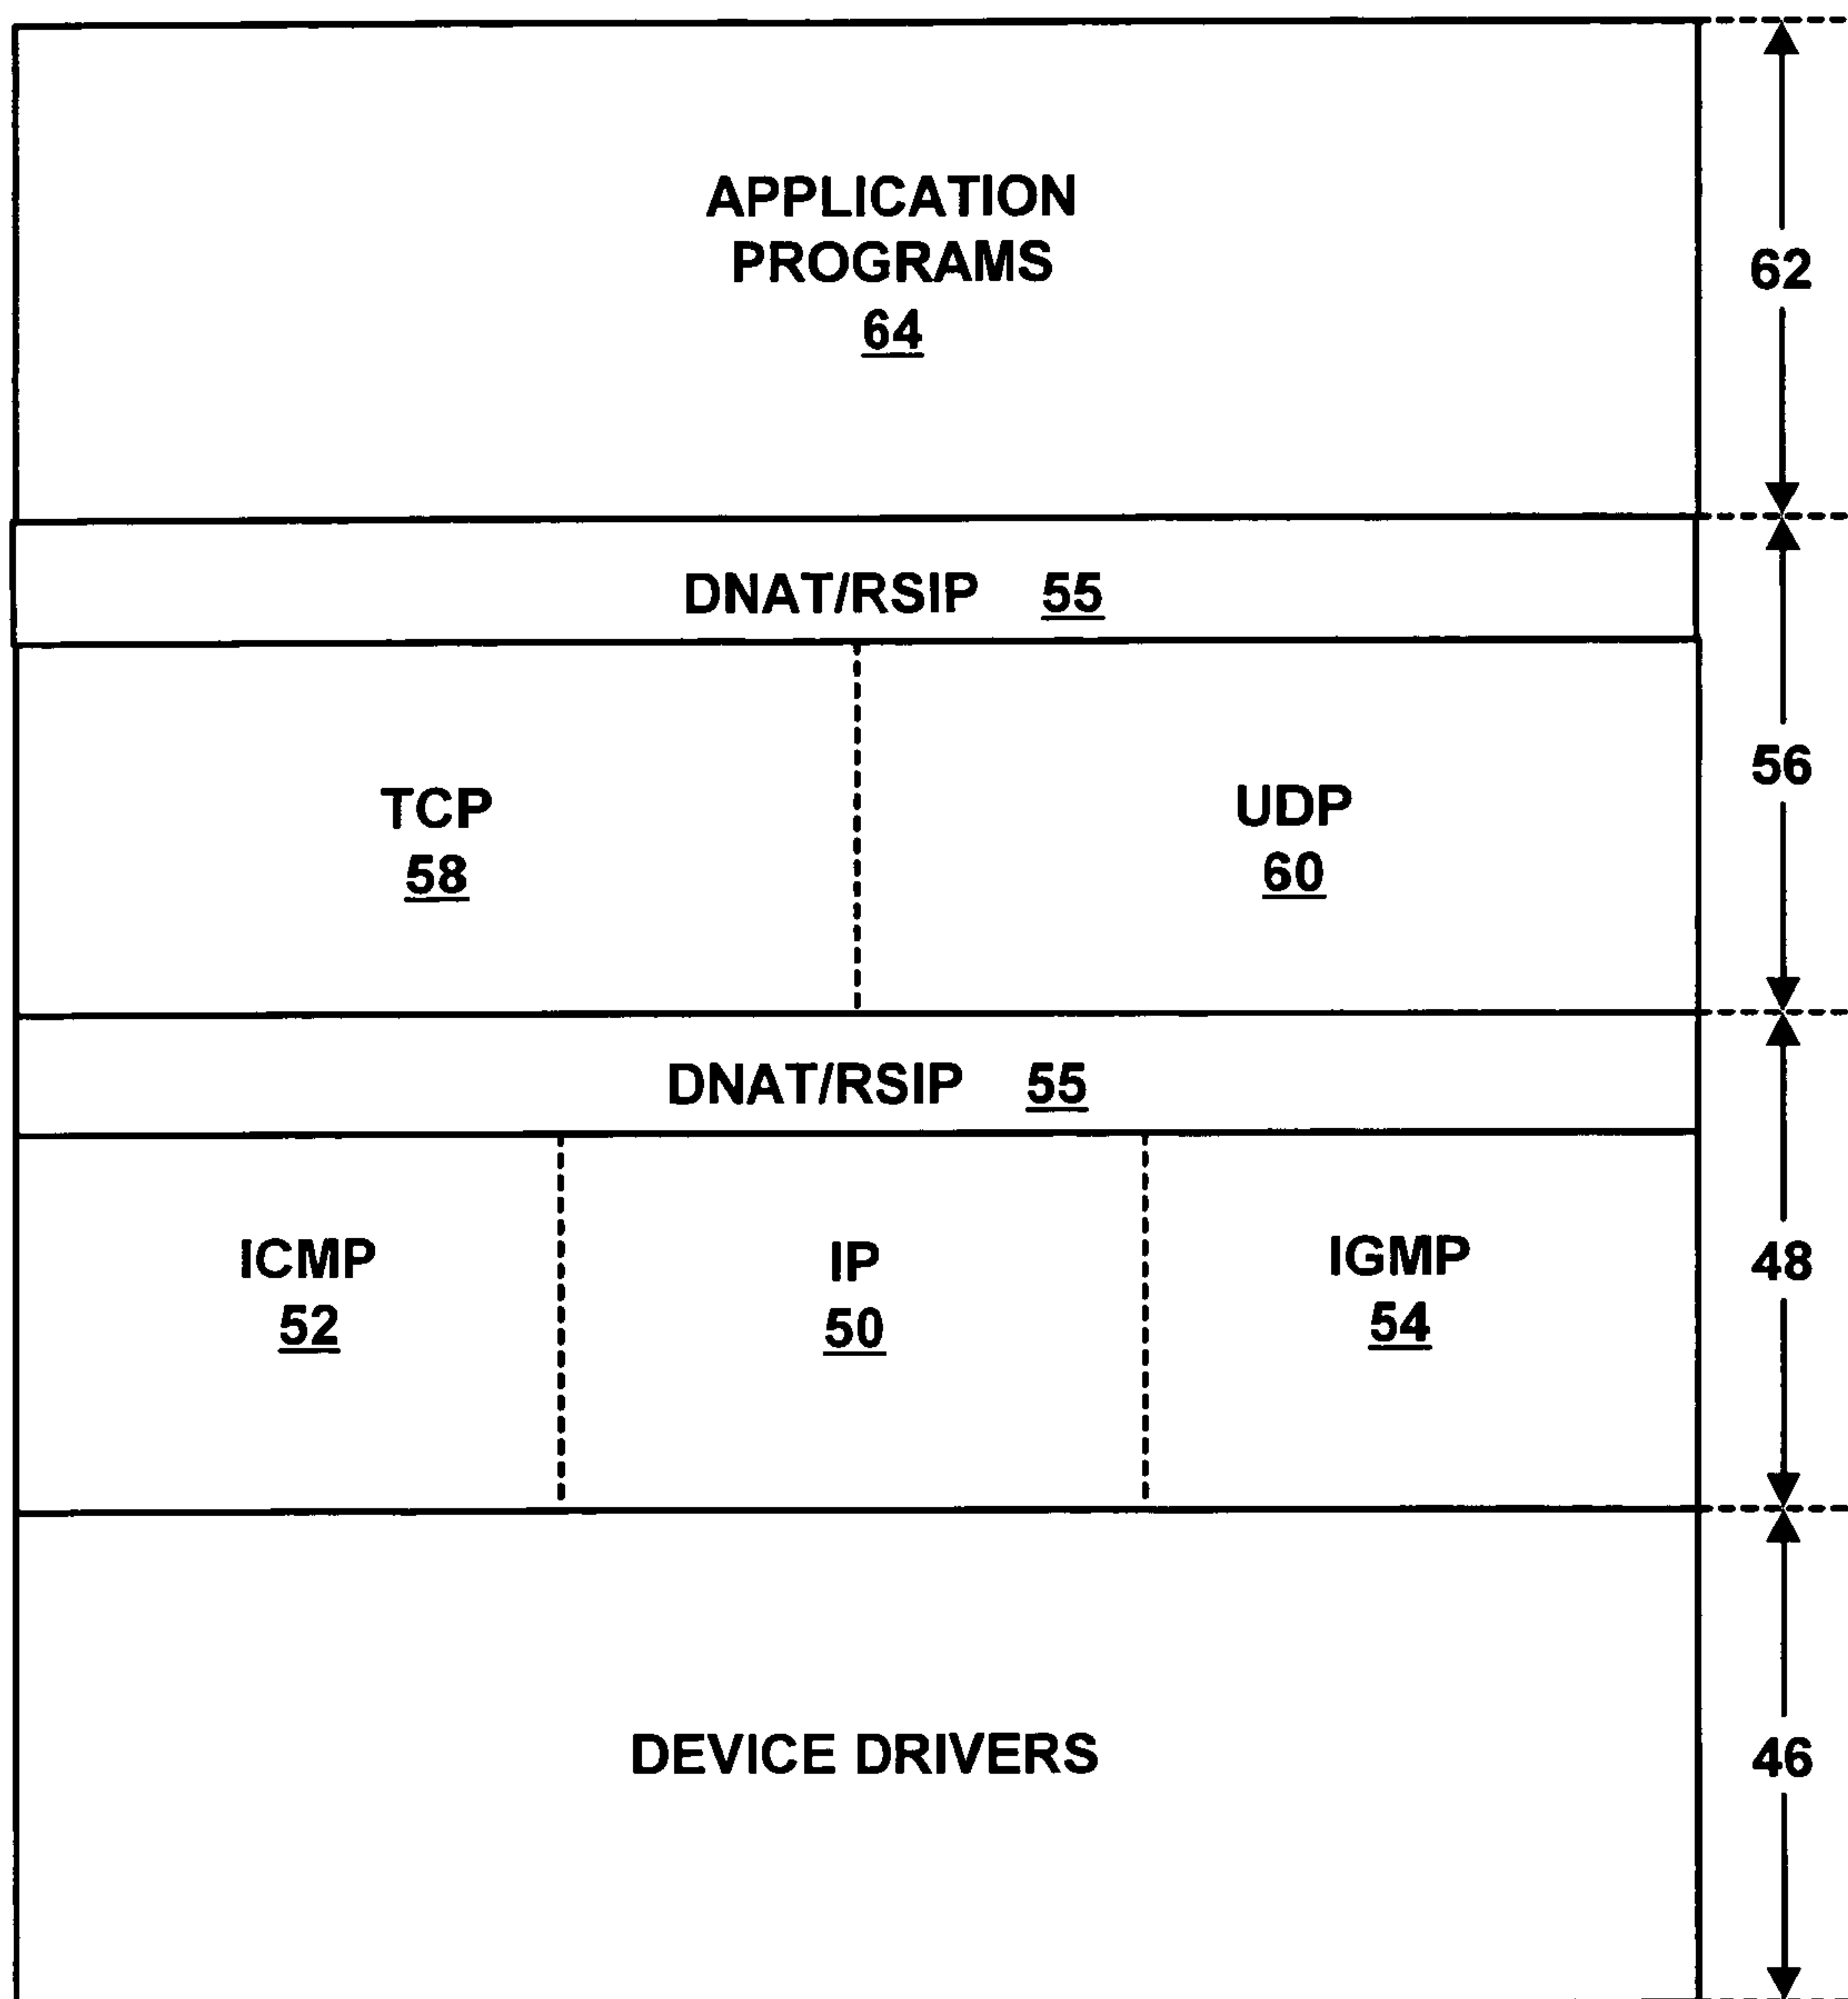 APPLICATION
PROGRAMS
64
62
DNAT/RSIP 55
56
TCP
58
UDP
60
DNAT/RSIP 55
48
ICMP
52
IP
50
IGMP
54
DEVICE DRIVERS
46